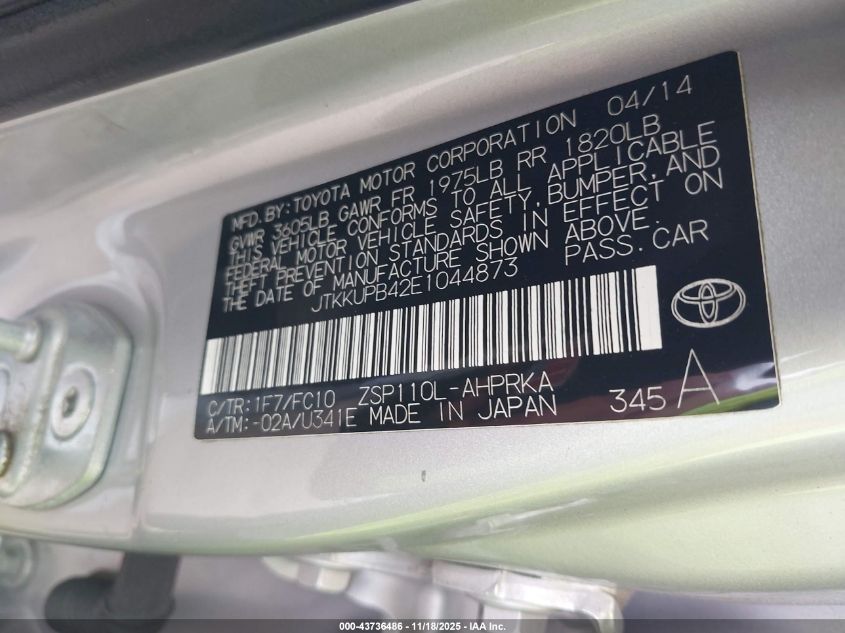 MFD. BY: TOYOTA MOTOR CORPORATION 04/14
GVWR 3605LB GAWR FR 1975LB RR 1820LB
THIS VEHICLE CONFORMS TO ALL APPLICABLE
FEDERAL MOTOR VEHICLE SAFETY, BUMPER, AND
THEFT PREVENTION STANDARDS IN EFFECT ON
THE DATE OF MANUFACTURE SHOWN ABOVE.
JTKKUPB42E1044873 PASS. CAR
C/TR: 1F7/FC10 ZSP110L-AHPRKA
A/TM: -02A/U341E MADE IN JAPAN 345 A
000-43736486 - 11/18/2025 - IAA Inc.